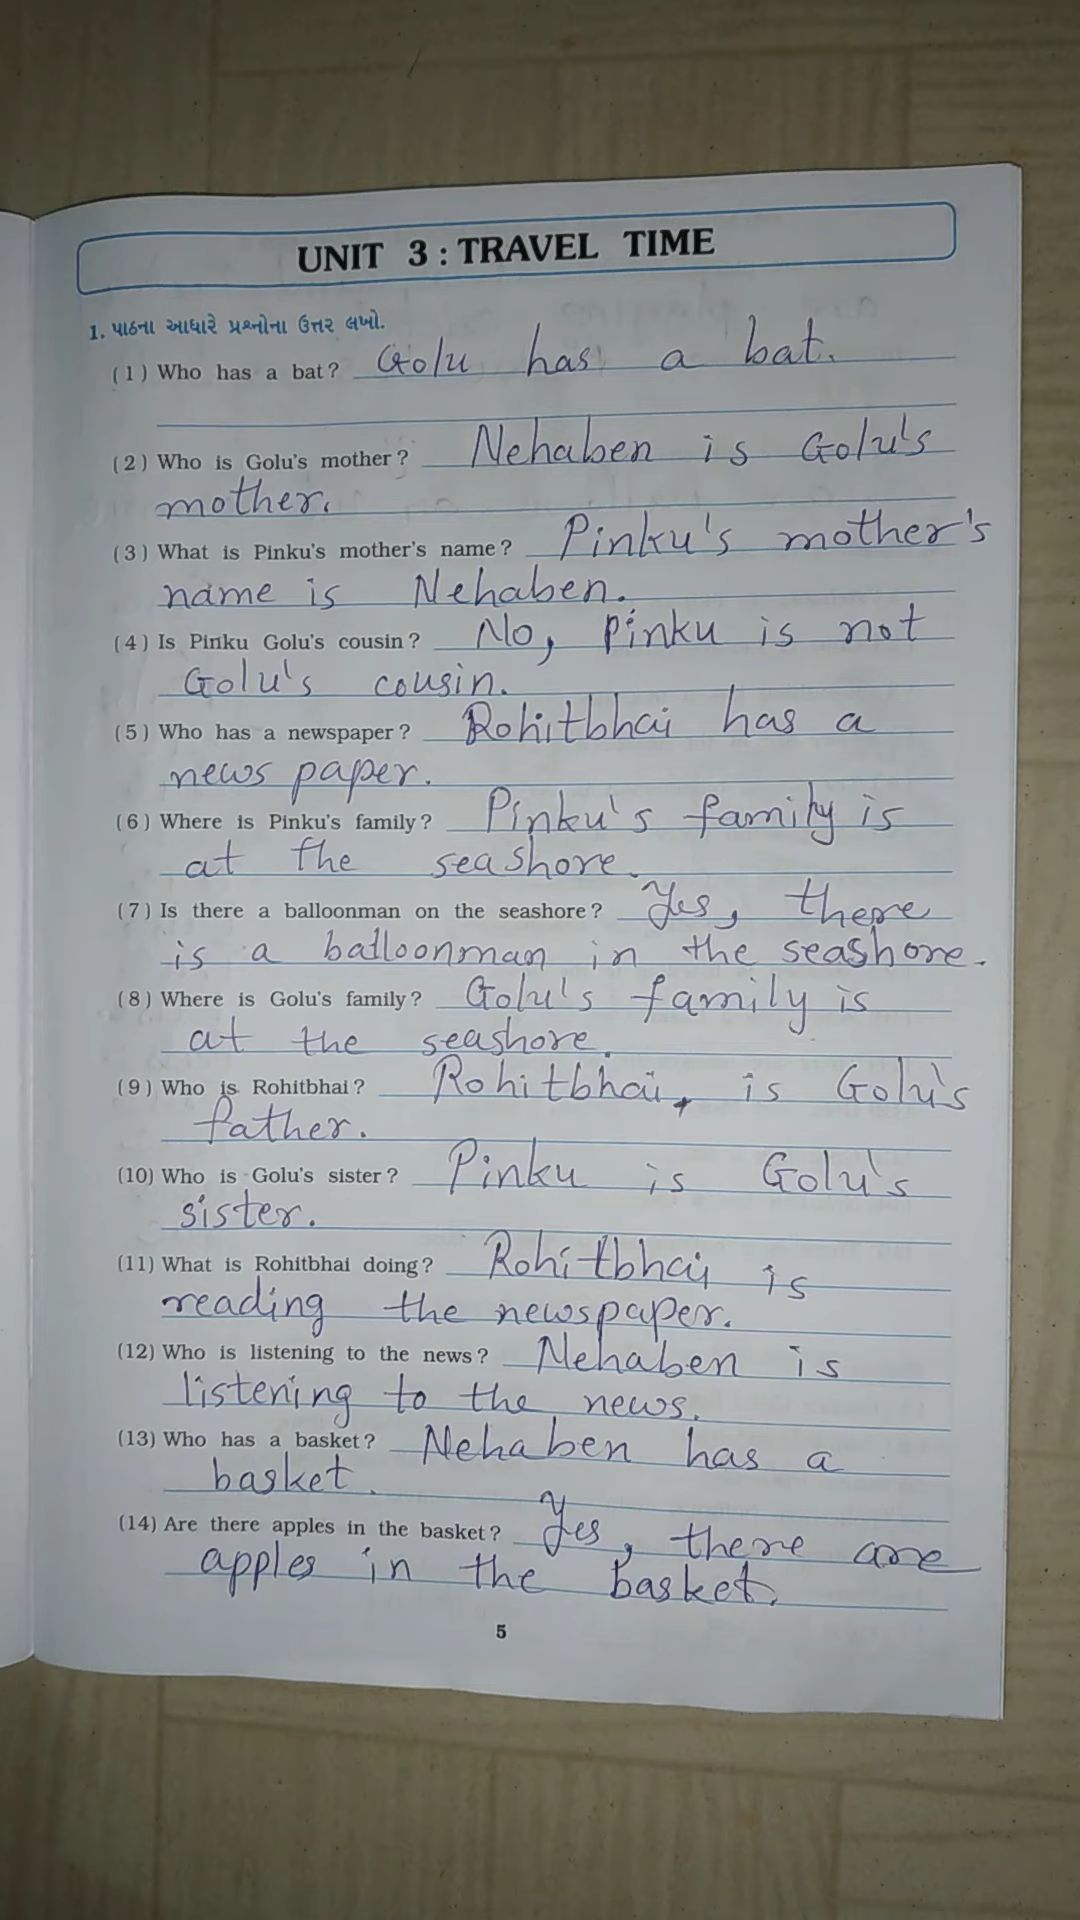 UNIT 3 : TRAVEL TIME
1. પાઠના આધારે પ્રશ્નોના ઉત્તર લખો.
(1) Who has a bat? Golu has a bat.
(2) Who is Golu's mother? Nehaben is Golu's
mother.
(3) What is Pinku's mother's name? Pinku's mother's
name is Nehaben.
(4) Is Pinku Golu's cousin? No, Pinku is not
Golu's cousin.
(5) Who has a newspaper? Rohitbhai has a
news paper.
(6) Where is Pinku's family? Pinku's family is
at the seashore.
(7) Is there a balloonman on the seashore? Yes, there
is a balloonman in the seashore.
(8) Where is Golu's family? Golu's family is
at the seashore.
(9) Who is Rohitbhai? Rohitbhai, is Golu's
father.
(10) Who is Golu's sister? Pinku is Golu's
sister.
(11) What is Rohitbhai doing? Rohitbhai is
reading the newspaper.
(12) Who is listening to the news? Nehaben is
listening to the news.
(13) Who has a basket? Nehaben has a
basket.
(14) Are there apples in the basket? Yes, there are
apples in the basket.
5